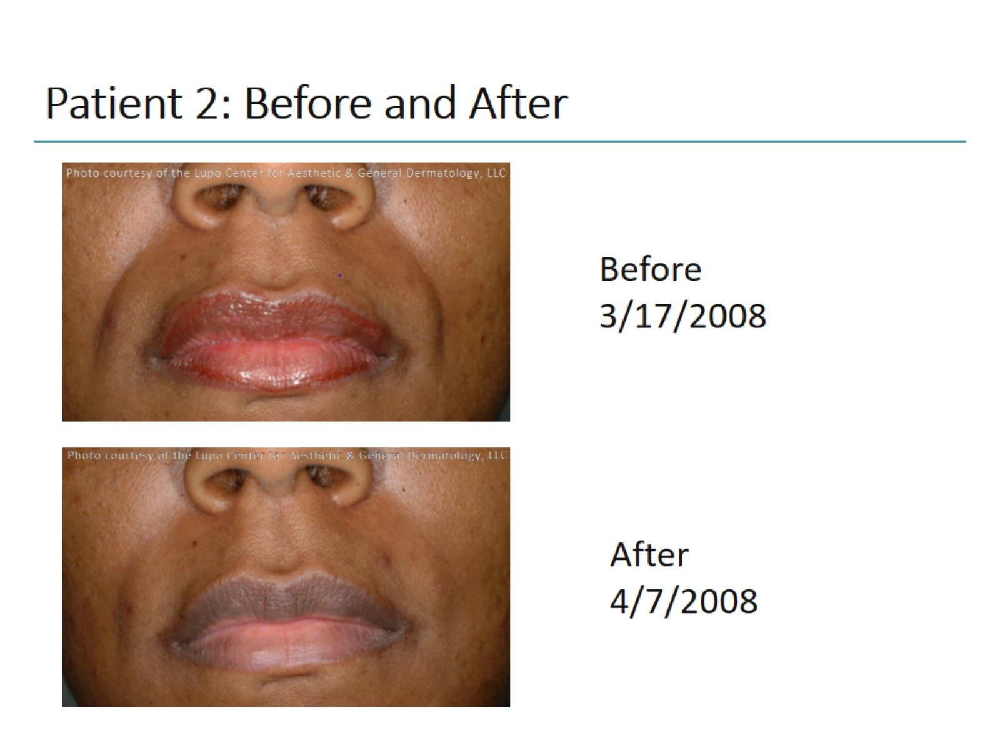 Patient 2: Before and After
Photo courtesy of the Lupo Center for Aesthetic & General Dermatology, LLC
Before
3/17/2008
Photo courtesy of the Lupo Center for Aesthetic & General Dermatology, LLC
After
4/7/2008